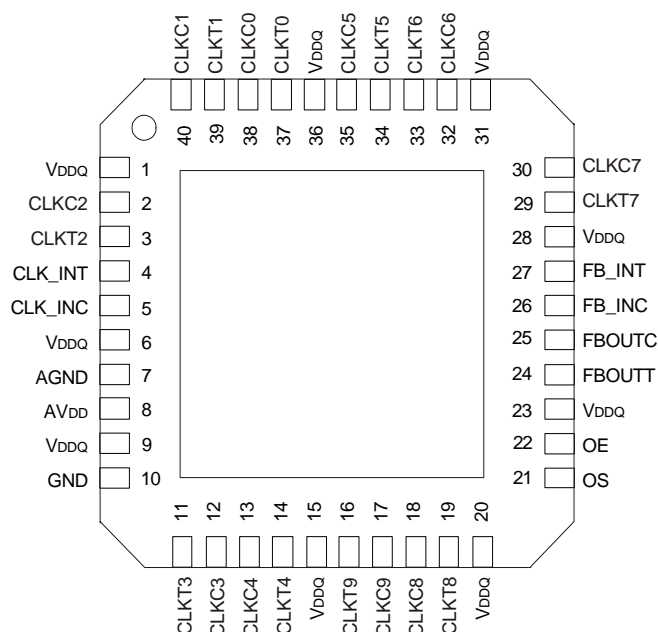 CLKC1 CLKT1 CLKC0 CLKT0 VDDQ CLKC5 CLKT5 CLKT6 CLKC6 VDDQ
40 39 38 37 36 35 34 33 32 31
VDDQ 1
CLKC2 2
CLKT2 3
CLK_INT 4
CLK_INC 5
VDDQ 6
AGND 7
AVDD 8
VDDQ 9
GND 10
30 CLKC7
29 CLKT7
28 VDDQ
27 FB_INT
26 FB_INC
25 FBOUTC
24 FBOUTT
23 VDDQ
22 OE
21 OS
11 12 13 14 15 16 17 18 19 20
CLKT3 CLKC3 CLKC4 CLKT4 VDDQ CLKT9 CLKC9 CLKC8 CLKT8 VDDQ